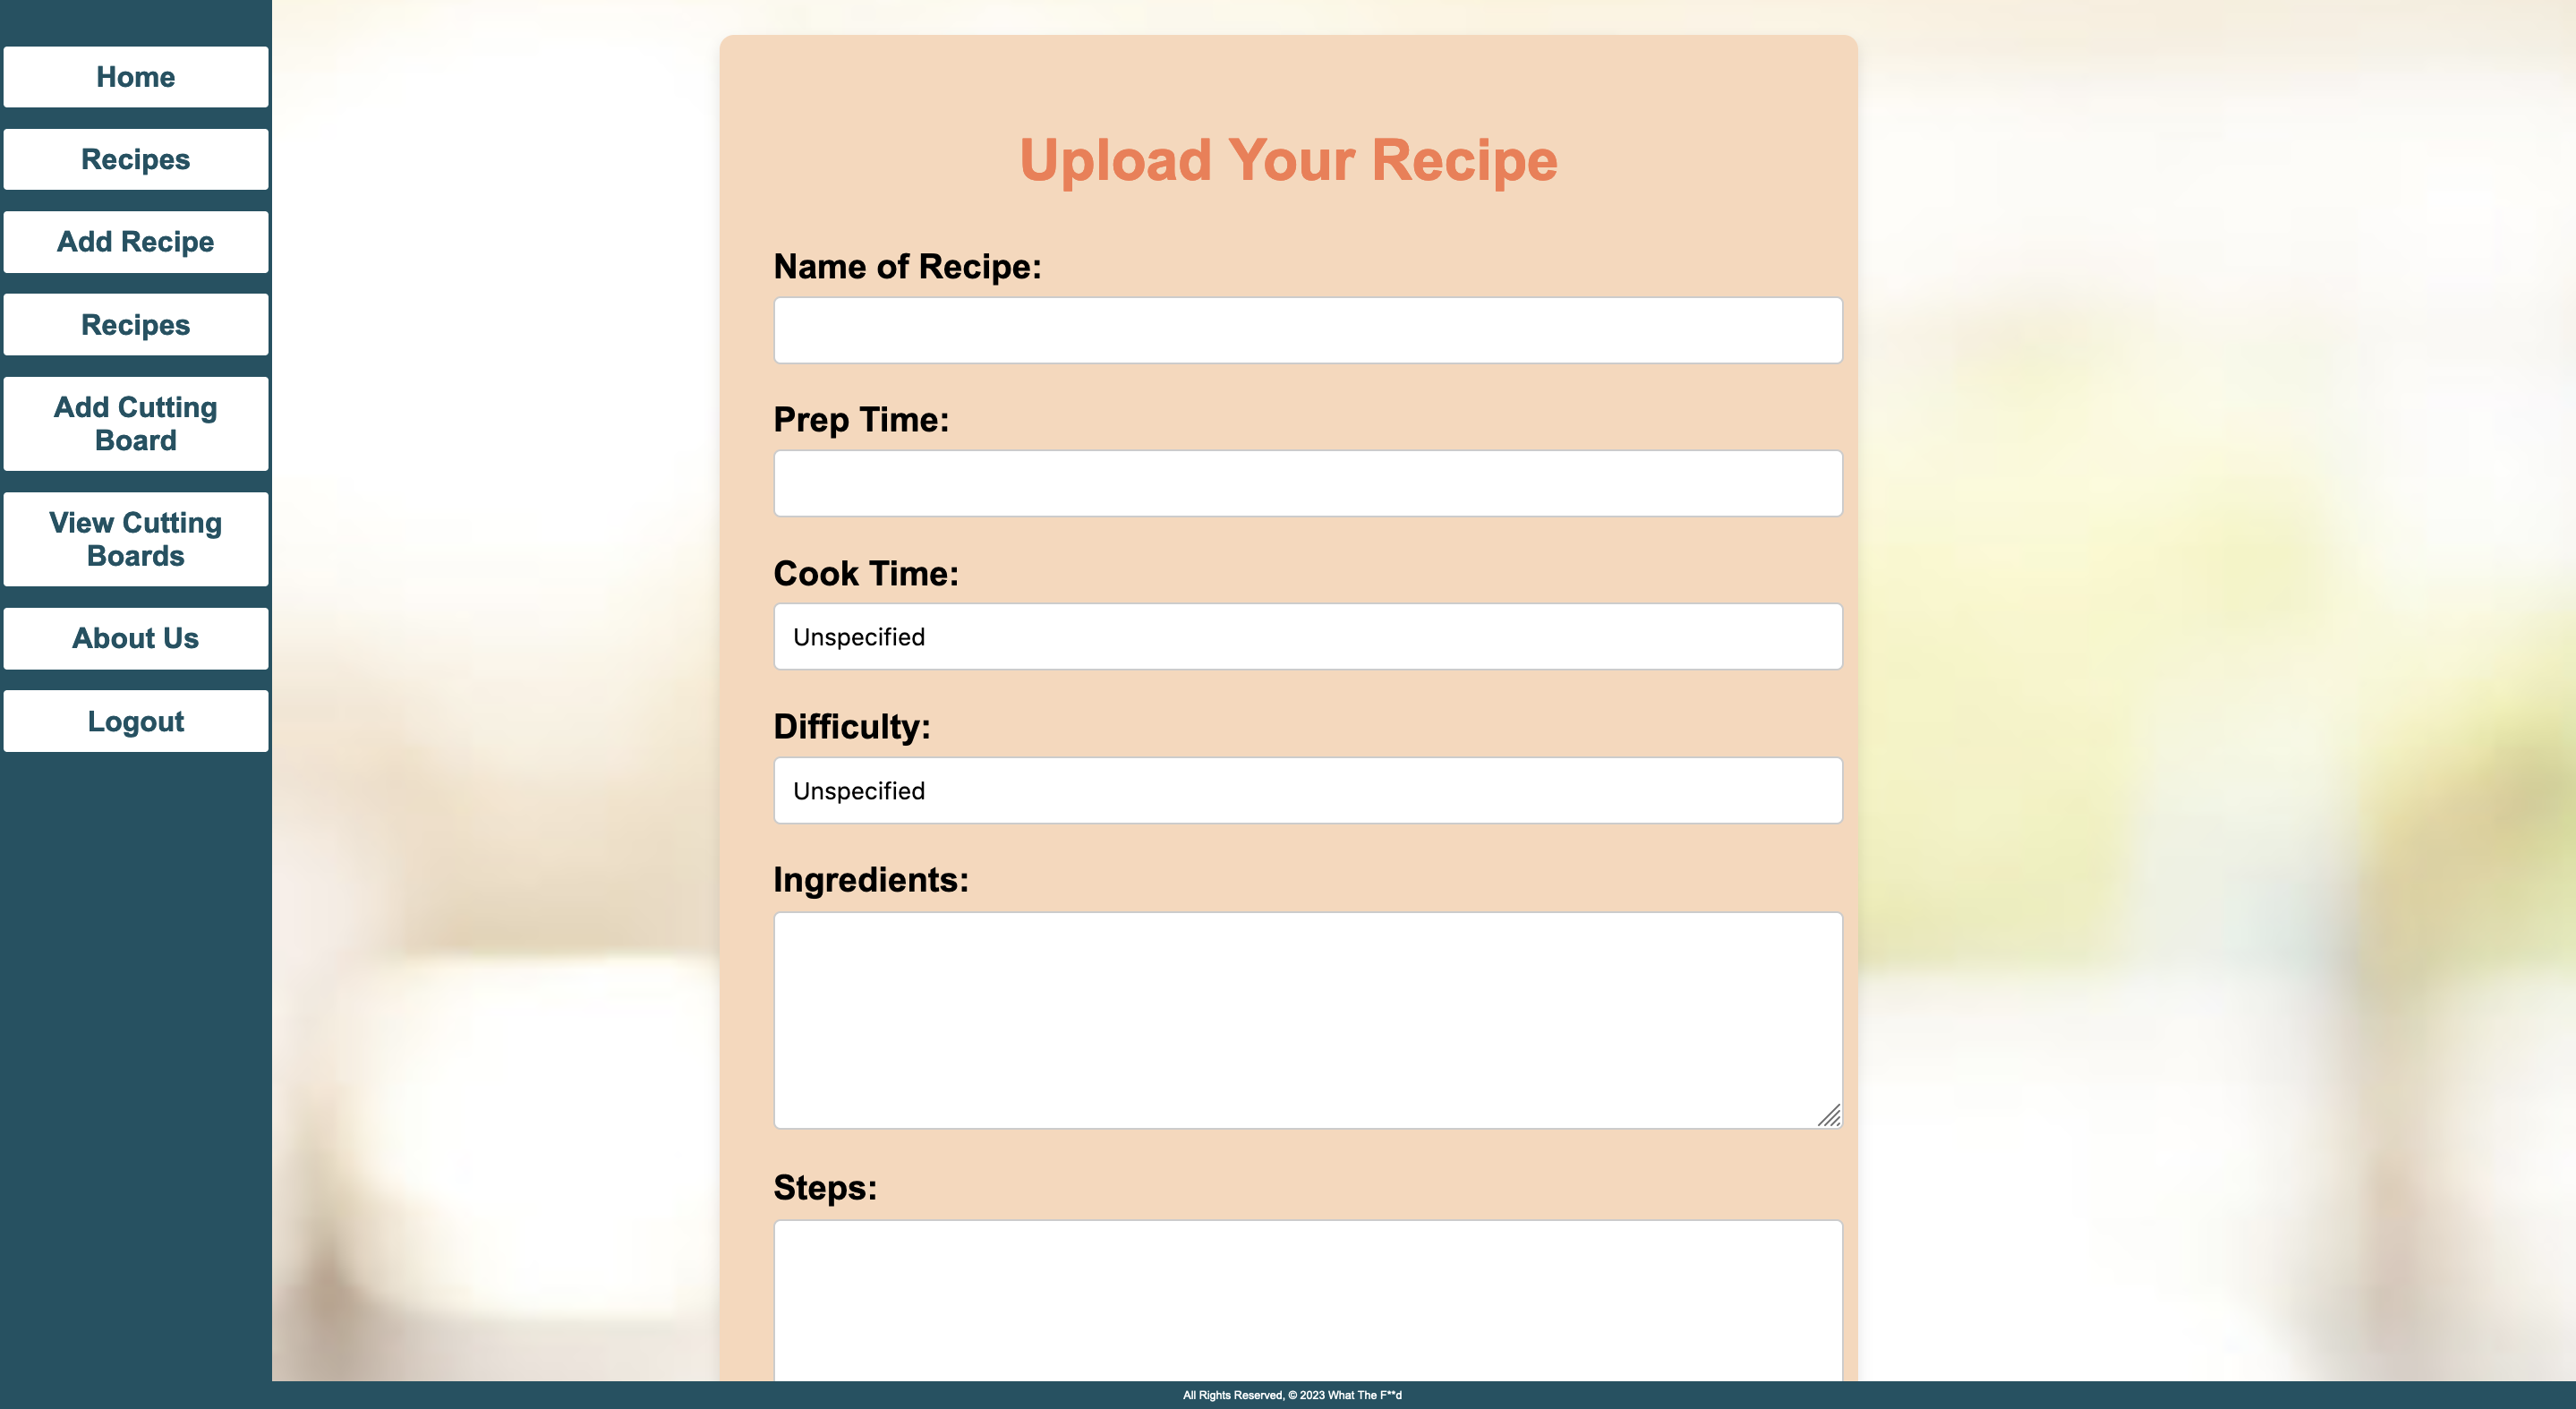 Home
Recipes
Add Recipe
Recipes
Add Cutting
Board
View Cutting
Boards
About Us
Logout
Upload Your Recipe
Name of Recipe:
Prep Time:
Cook Time:
Unspecified
Difficulty:
Unspecified
Ingredients:
Steps:
All Rights Reserved, © 2023 What The F**d